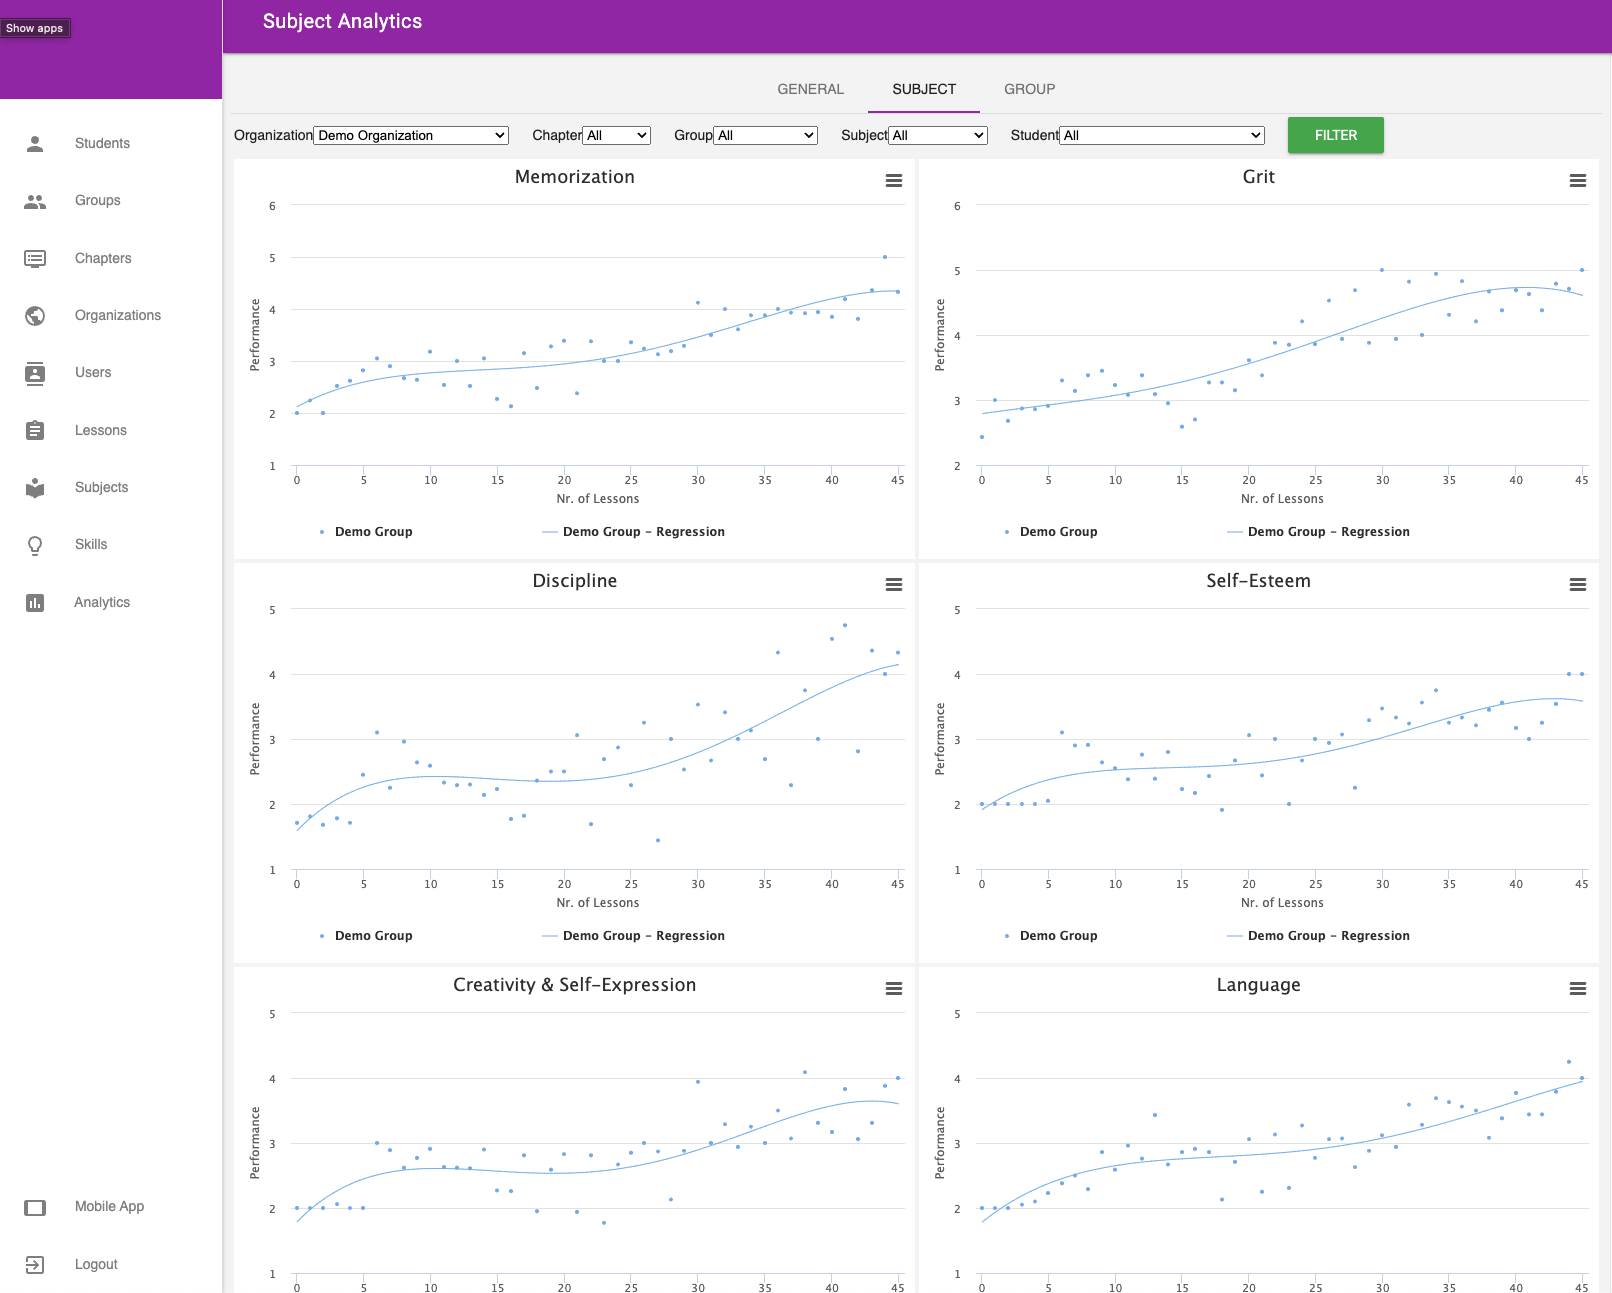 Show apps
Subject Analytics
GENERAL SUBJECT GROUP
Organization Demo Organization Chapter All Group All Subject All Student All FILTER
Students
Groups
Chapters
Organizations
Users
Lessons
Subjects
Skills
Analytics
Mobile App
Logout
Memorization
6
5
4
3
2
1
Performance
0 5 10 15 20 25 30 35 40 45
Nr. of Lessons
Demo Group Demo Group - Regression
Grit
6
5
4
3
2
Performance
0 5 10 15 20 25 30 35 40 45
Nr. of Lessons
Demo Group Demo Group - Regression
Discipline
5
4
3
2
1
Performance
0 5 10 15 20 25 30 35 40 45
Nr. of Lessons
Demo Group Demo Group - Regression
Self-Esteem
5
4
3
2
1
Performance
0 5 10 15 20 25 30 35 40 45
Nr. of Lessons
Demo Group Demo Group - Regression
Creativity & Self-Expression
5
4
3
2
1
Performance
0 5 10 15 20 25 30 35 40 45
Language
5
4
3
2
1
Performance
0 5 10 15 20 25 30 35 40 45